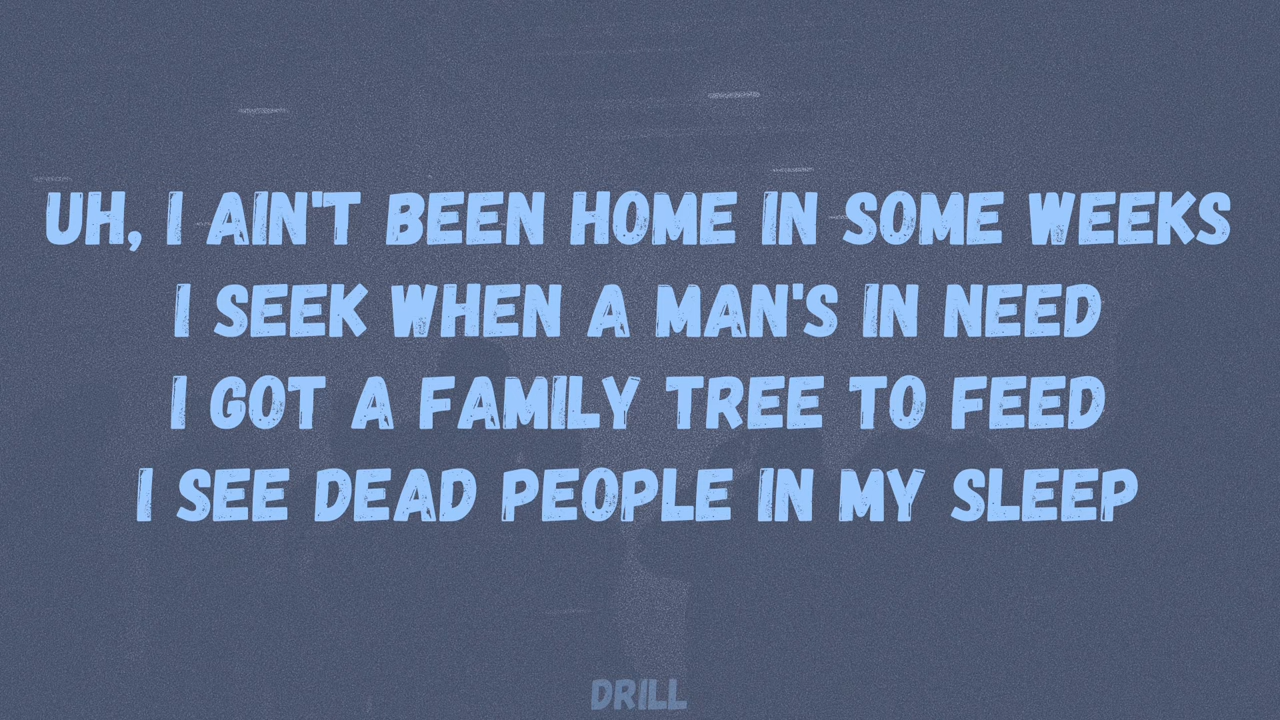 UH, I AIN'T BEEN HOME IN SOME WEEKS
I SEEK WHEN A MAN'S IN NEED
I GOT A FAMILY TREE TO FEED
I SEE DEAD PEOPLE IN MY SLEEP
DRILL